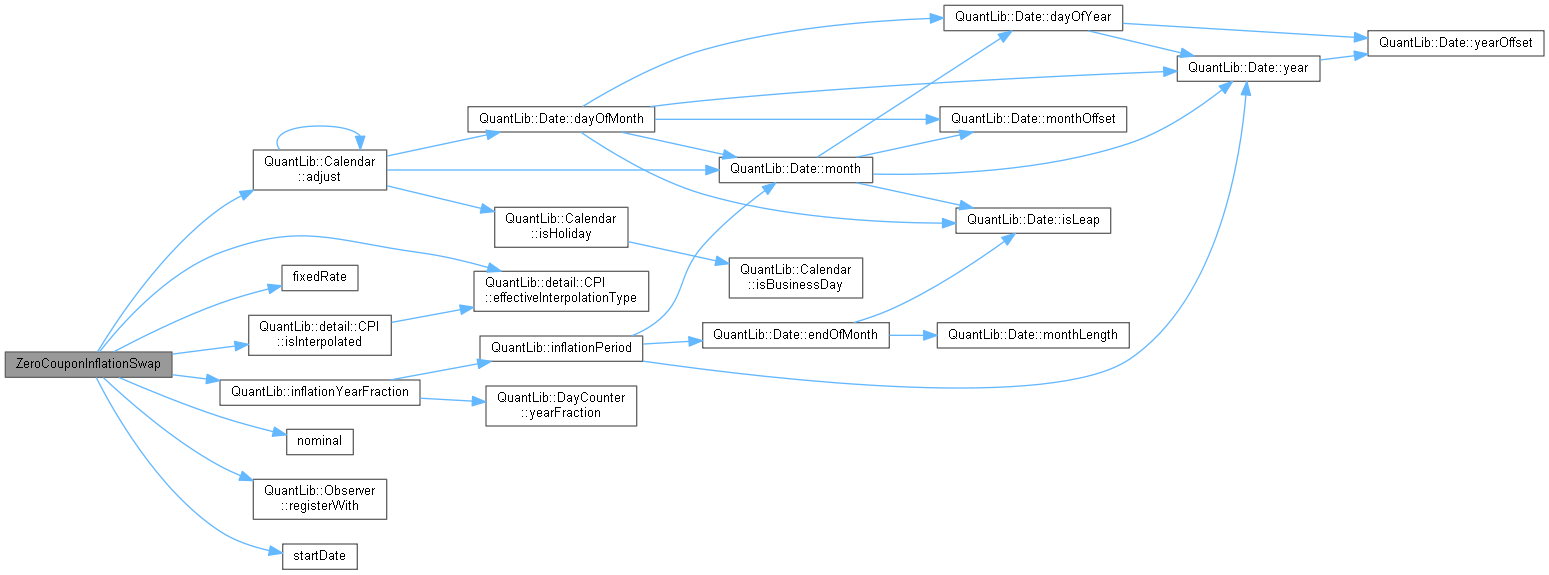 ZeroCouponInflationSwap
QuantLib::Calendar
::adjust
QuantLib::detail::CPI
::effectiveInterpolationType
fixedRate
QuantLib::detail::CPI
::isInterpolated
QuantLib::inflationYearFraction
nominal
QuantLib::Observer
::registerWith
startDate
QuantLib::Date::dayOfMonth
QuantLib::Calendar
::isHoliday
QuantLib::inflationPeriod
QuantLib::DayCounter
::yearFraction
QuantLib::Date::month
QuantLib::Calendar
::isBusinessDay
QuantLib::Date::endOfMonth
QuantLib::Date::dayOfYear
QuantLib::Date::monthOffset
QuantLib::Date::isLeap
QuantLib::Date::monthLength
QuantLib::Date::year
QuantLib::Date::yearOffset